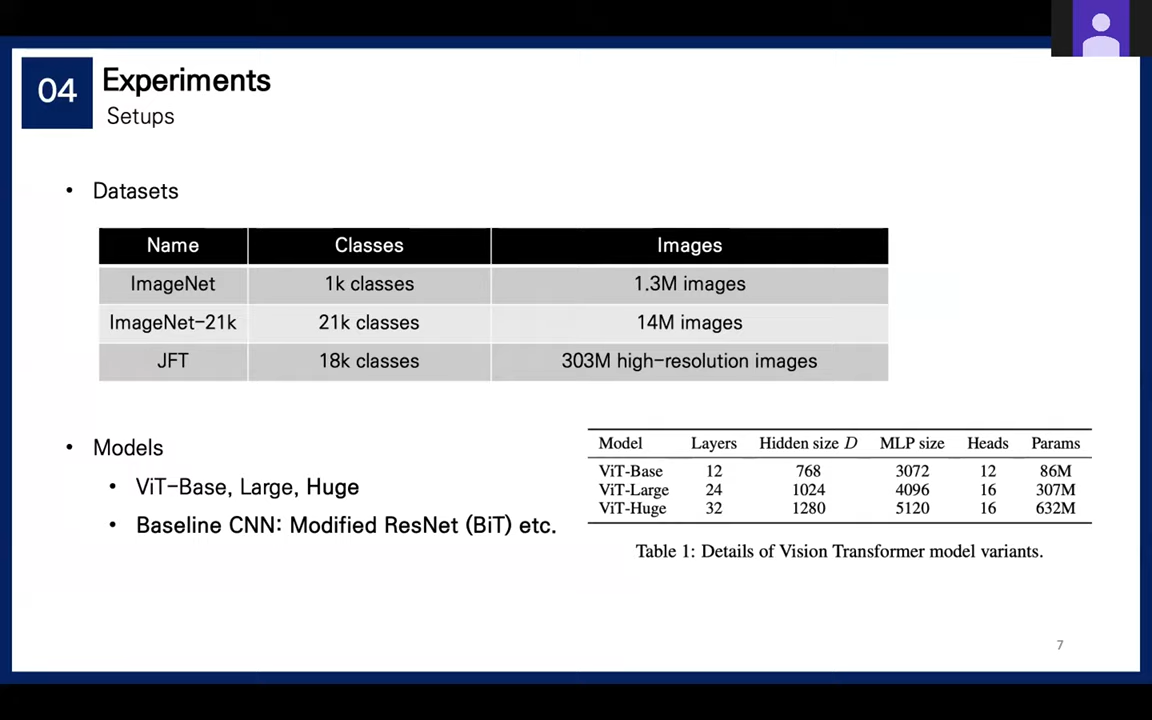 04
Experiments
Setups
• Datasets
Name Classes Images
ImageNet 1k classes 1.3M images
ImageNet-21k 21k classes 14M images
JFT 18k classes 303M high-resolution images
• Models
• ViT-Base, Large, Huge
• Baseline CNN: Modified ResNet (BiT) etc.
Model Layers Hidden size D MLP size Heads Params
ViT-Base 12 768 3072 12 86M
ViT-Large 24 1024 4096 16 307M
ViT-Huge 32 1280 5120 16 632M
Table 1: Details of Vision Transformer model variants.
7